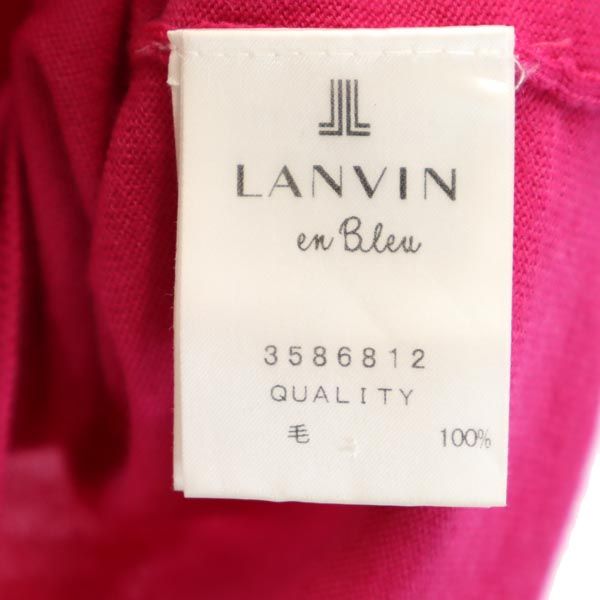 LANVIN
en Bleu
3586812
QUALITY
毛 100%